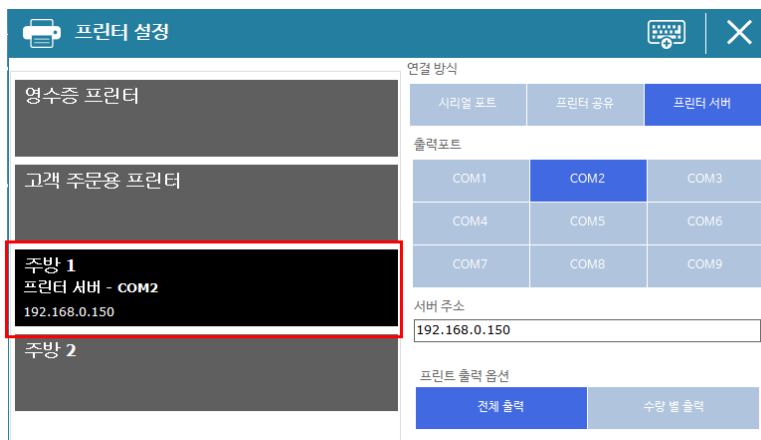 프린터 설정
영수증 프린터
고객 주문용 프린터
주방 1
프린터 서버 - COM2
192.168.0.150
주방 2
연결 방식
시리얼 포트 프린터 공유 프린터 서버
출력포트
COM1 COM2 COM3
COM4 COM5 COM6
COM7 COM8 COM9
서버 주소
192.168.0.150
프린트 출력 옵션
전체 출력 수량 별 출력